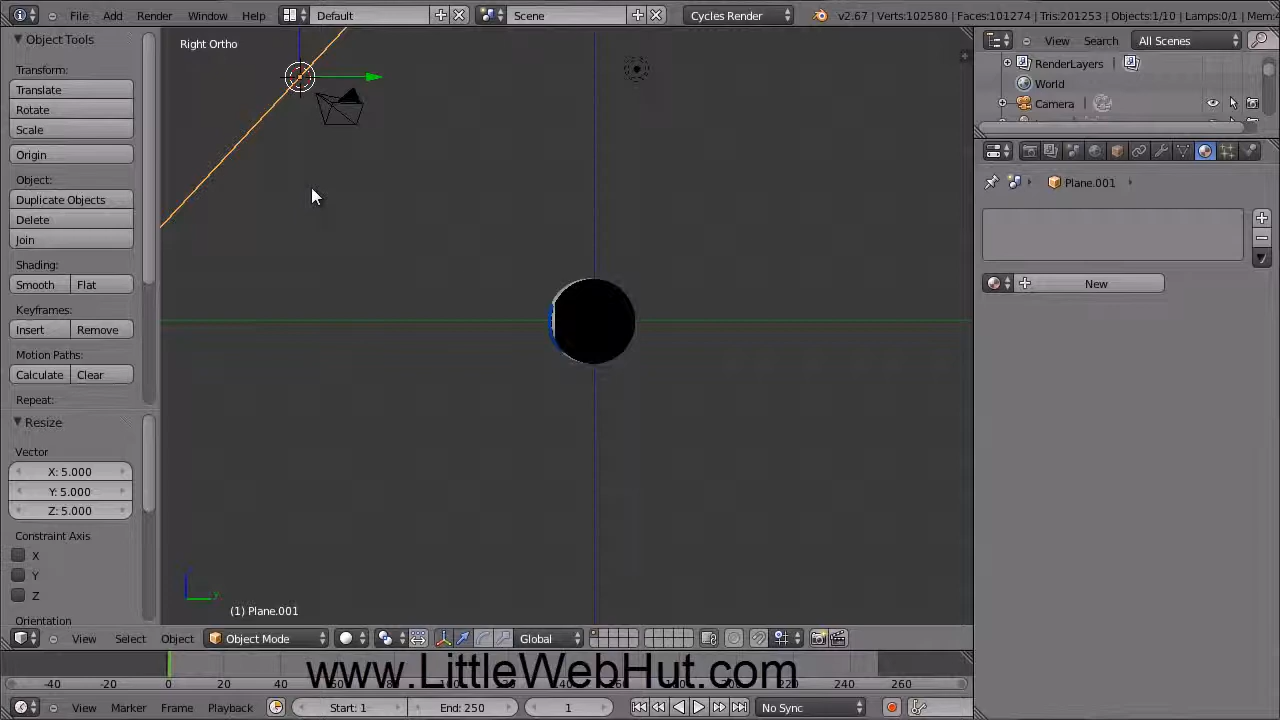 File Add Render Window Help Default Scene Cycles Render v2.67 | Verts:102580 | Faces:101274 | Tris:201253 | Objects:1/10 | Lamps:0/1 | Mem:
Object Tools
Transform:
Translate
Rotate
Scale
Origin
Object:
Duplicate Objects
Delete
Join
Shading:
Smooth Flat
Keyframes:
Insert Remove
Motion Paths:
Calculate Clear
Repeat:
Resize
Vector
X: 5.000
Y: 5.000
Z: 5.000
Constraint Axis
X
Y
Z
Orientation
Right Ortho
y
(1) Plane.001
View Search All Scenes
RenderLayers
World
Camera
Plane.001
New
View Select Object Object Mode Global
www.LittleWebHut.com
-40 -20 0 20 200 220 240 260
View Marker Frame Playback Start: 1 End: 250 1 No Sync